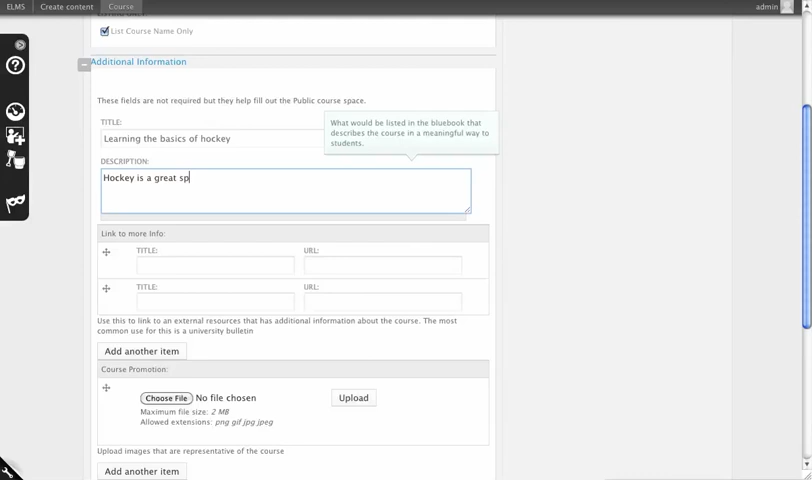 ELMS Create content Course admin
List Course Name Only
Additional Information
These fields are not required but they help fill out the Public course space.
What would be listed in the bluebook that
describes the course in a meaningful way to
students.
TITLE:
Learning the basics of hockey
DESCRIPTION:
Hockey is a great sp
Link to more Info:
TITLE: URL:
TITLE: URL:
Use this to link to an external resources that has additional information about the course. The most
common use for this is a university bulletin
Add another item
Course Promotion:
Choose File No file chosen Upload
Maximum file size: 2 MB
Allowed extensions: png gif jpg jpeg
Upload images that are representative of the course
Add another item